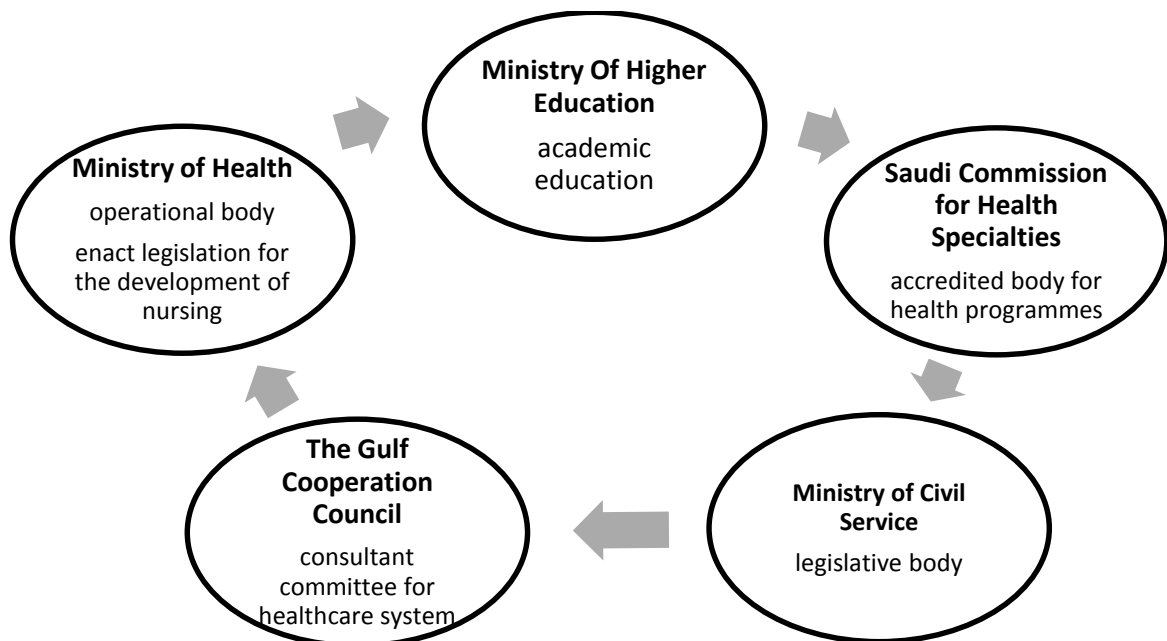 Ministry Of Higher
Education
academic
education
Saudi Commission
for Health
Specialties
accredited body for
health programmes
Ministry of Civil
Service
legislative body
The Gulf
Cooperation
Council
consultant
committee for
healthcare system
Ministry of Health
operational body
enact legislation for
the development of
nursing